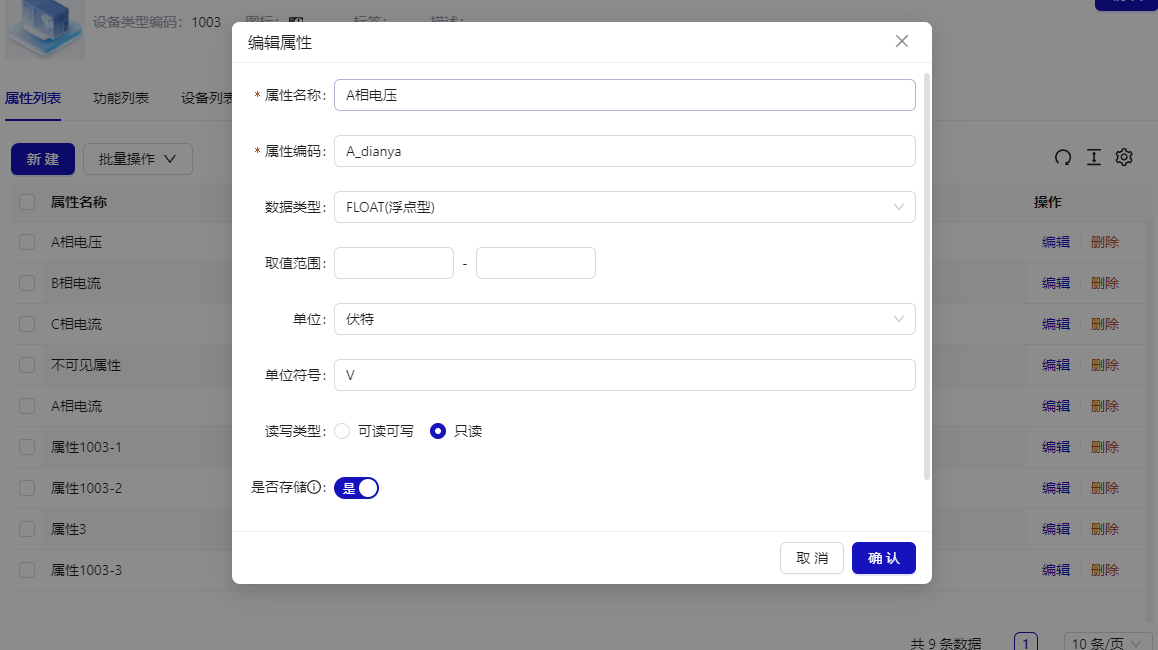 设备类型编码: 1003
编辑属性
* 属性名称: A相电压
* 属性编码: A_dianya
数据类型: FLOAT(浮点型)
取值范围: -
单位: 伏特
单位符号: V
读写类型: 可读可写 只读
是否存储: 是
取 消 确 认
属性列表 功能列表 设备列表
新 建 批量操作
属性名称 操作
A相电压 编辑 删除
B相电流 编辑 删除
C相电流 编辑 删除
不可见属性 编辑 删除
A相电流 编辑 删除
属性1003-1 编辑 删除
属性1003-2 编辑 删除
属性3 编辑 删除
属性1003-3 编辑 删除
共 9 条数据 1 10 条/页